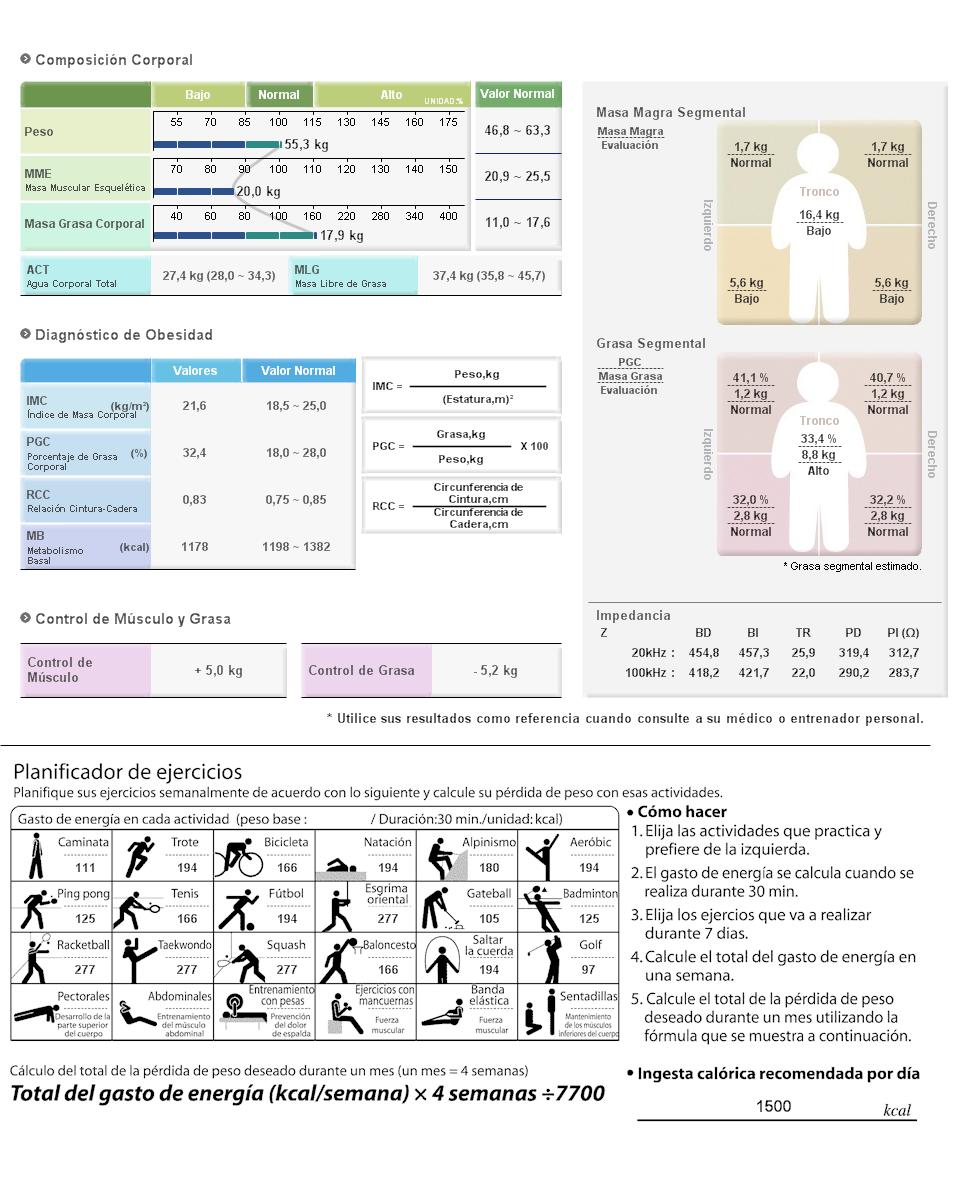 Composición Corporal
Bajo Normal Alto UNIDAD:% Valor Normal
Peso
55 70 85 100 115 130 145 160 175
55,3 kg
46,8 ~ 63,3
MME
Masa Muscular Esquelética
70 80 90 100 110 120 130 140 150
20,0 kg
20,9 ~ 25,5
Masa Grasa Corporal
40 60 80 100 160 220 280 340 400
17,9 kg
11,0 ~ 17,6
ACT
Agua Corporal Total
27,4 kg (28,0 ~ 34,3)
MLG
Masa Libre de Grasa
37,4 kg (35,8 ~ 45,7)
Diagnóstico de Obesidad
Valores Valor Normal
IMC
(kg/m²)
Índice de Masa Corporal
21,6 18,5 ~ 25,0
PGC
Porcentaje de Grasa
Corporal
(%)
32,4 18,0 ~ 28,0
RCC
Relación Cintura-Cadera
0,83 0,75 ~ 0,85
MB
Metabolismo
Basal
(kcal)
1178 1198 ~ 1382
IMC =
Peso,kg
(Estatura,m)²
PGC =
Grasa,kg
Peso,kg
X 100
RCC =
Circunferencia de
Cintura,cm
Circunferencia de
Cadera,cm
Control de Músculo y Grasa
Control de
Músculo
+ 5,0 kg
Control de Grasa
- 5,2 kg
Masa Magra Segmental
Masa Magra
Evaluación
Izquierdo
Derecho
1,7 kg
Normal
1,7 kg
Normal
Tronco
16,4 kg
Bajo
5,6 kg
Bajo
5,6 kg
Bajo
Grasa Segmental
PGC
Masa Grasa
Evaluación
Izquierdo
Derecho
41,1 %
1,2 kg
Normal
40,7 %
1,2 kg
Normal
Tronco
33,4 %
8,8 kg
Alto
32,0 %
2,8 kg
Normal
32,2 %
2,8 kg
Normal
* Grasa segmental estimado.
Impedancia
Z BD BI TR PD PI (Ω)
20kHz : 454,8 457,3 25,9 319,4 312,7
100kHz : 418,2 421,7 22,0 290,2 283,7
* Utilice sus resultados como referencia cuando consulte a su médico o entrenador personal.
Planificador de ejercicios
Planifique sus ejercicios semanalmente de acuerdo con lo siguiente y calcule su pérdida de peso con esas actividades.
Gasto de energía en cada actividad (peso base : / Duración:30 min./unidad: kcal)
Caminata
111
Trote
194
Bicicleta
166
Natación
194
Alpinismo
180
Aeróbic
194
Ping pong
125
Tenis
166
Fútbol
194
Esgrima
oriental
277
Gateball
105
Badminton
125
Racketball
277
Taekwondo
277
Squash
277
Baloncesto
166
Saltar
la cuerda
194
Golf
97
Pectorales
Desarrollo de la
parte superior
del cuerpo
Abdominales
Entrenamiento
del músculo
abdominal
Entrenamiento
con pesas
Prevención
del dolor
de espalda
Ejercicios con
mancuernas
Fuerza
muscular
Banda
elástica
Fuerza
muscular
Sentadillas
Mantenimiento
de los músculos
inferiores del cuerpo
• Cómo hacer
1. Elija las actividades que practica y
prefiere de la izquierda.
2. El gasto de energía se calcula cuando se
realiza durante 30 min.
3. Elija los ejercios que va a realizar
durante 7 dias.
4. Calcule el total del gasto de energía en
una semana.
5. Calcule el total de la pérdida de peso
deseado durante un mes utilizando la
fórmula que se muestra a continuación.
Cálculo del total de la pérdida de peso deseado durante un mes (un mes = 4 semanas)
Total del gasto de energía (kcal/semana) × 4 semanas ÷7700
• Ingesta calórica recomendada por día
1500 kcal